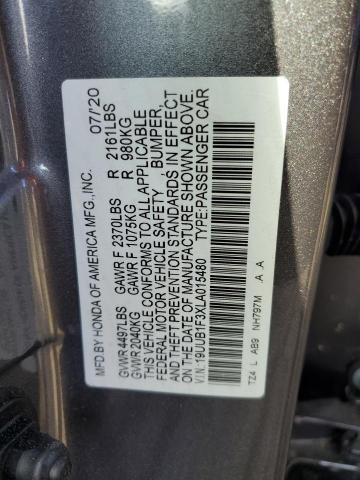 MFD.BY HONDA OF AMERICA MFG.,INC. 07/20
GVWR 4497LBS GAWR F 2370LBS R 2161LBS
GVWR 2040KG GAWR F 1075KG R 980KG
THIS VEHICLE CONFORMS TO ALL APPLICABLE
FEDERAL MOTOR VEHICLE SAFETY , BUMPER,
AND THEFT PREVENTION STANDARDS IN EFFECT
ON THE DATE OF MANUFACTURE SHOWN ABOVE.
V.I.N:19UUB1F3XLA015480 TYPE:PASSENGER CAR
TZ4 L AB9 NH797M A A